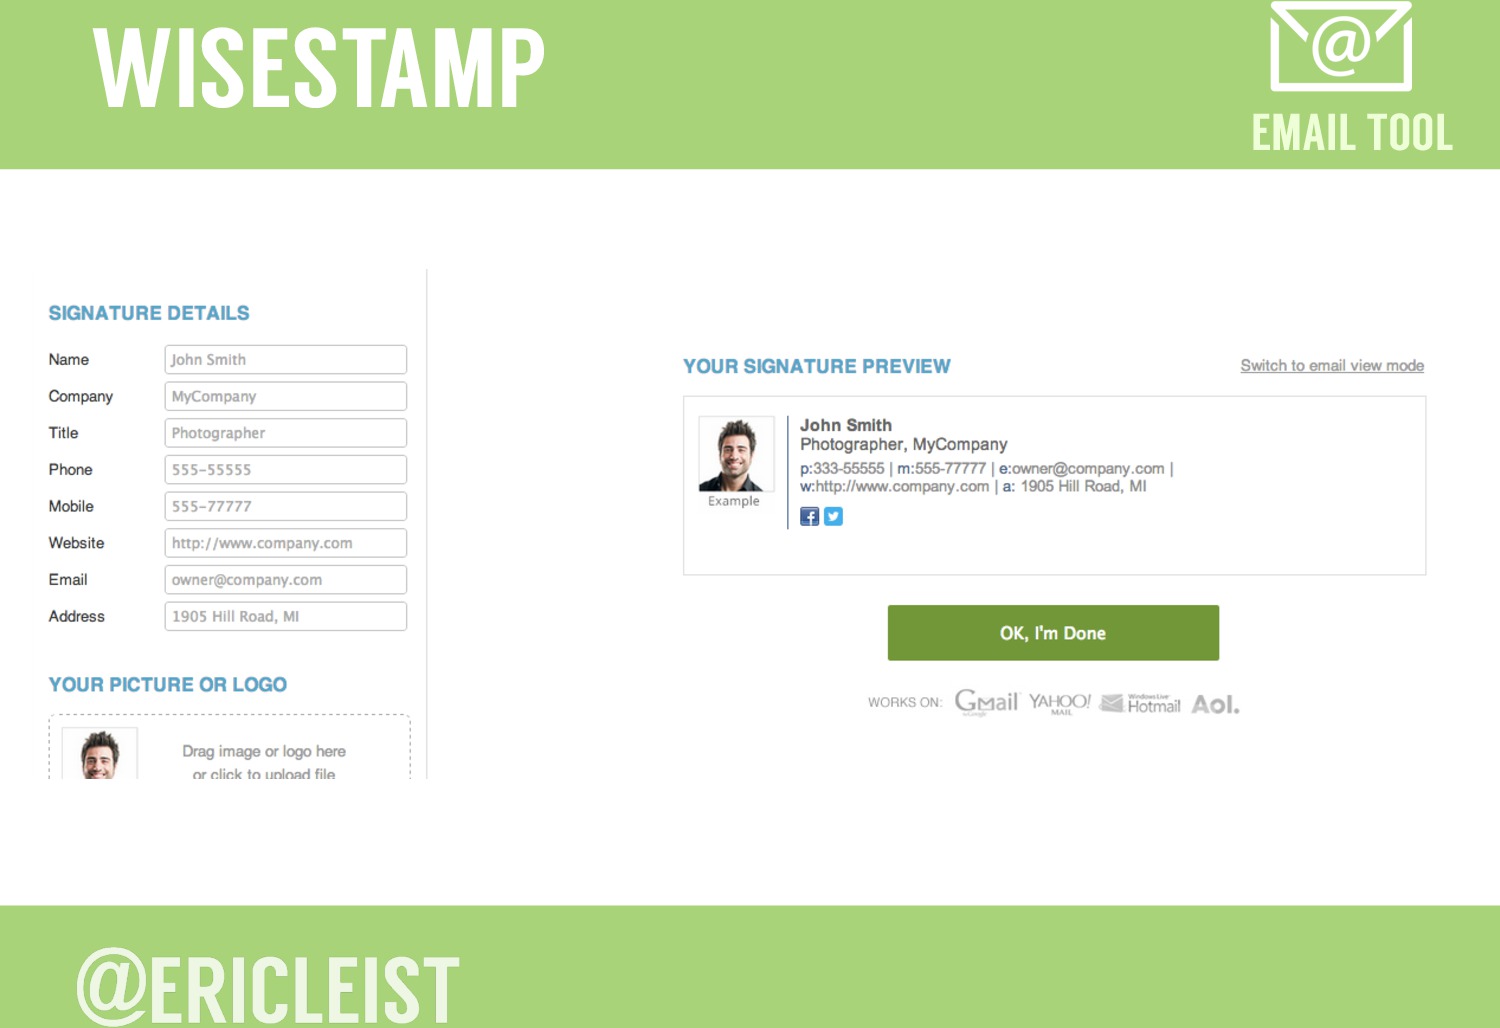 WISESTAMP
@
EMAIL TOOL
SIGNATURE DETAILS
Name John Smith
Company MyCompany
Title Photographer
Phone 555-55555
Mobile 555-77777
Website http://www.company.com
Email owner@company.com
Address 1905 Hill Road, MI
YOUR PICTURE OR LOGO
Drag image or logo here
or click to upload file
YOUR SIGNATURE PREVIEW Switch to email view mode
John Smith
Photographer, MyCompany
p:333-55555 | m:555-77777 | e:owner@company.com |
w:http://www.company.com | a: 1905 Hill Road, MI
Example
f
OK, I'm Done
WORKS ON: Gmail YAHOO! MAIL Windows Live Hotmail Aol.
@ERICLEIST